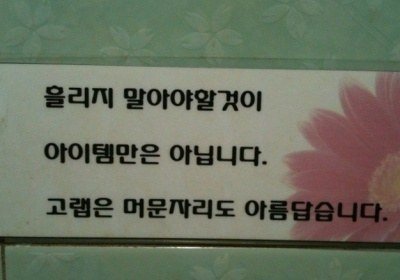 흘리지 말아야할것이
아이템만은 아닙니다.
고랩은 머문자리도 아름답습니다.